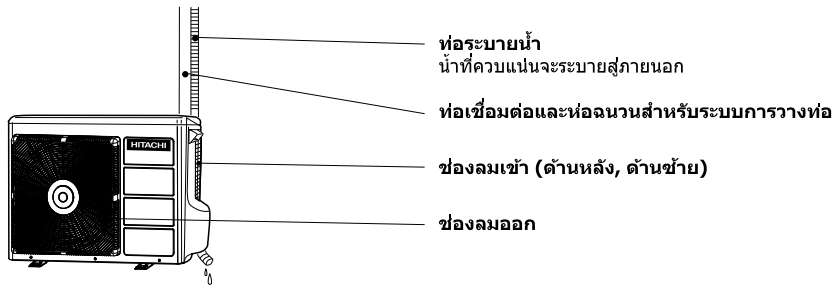 ท่อระบายน้ำ
น้ำที่ควบแน่นจะระบายสู่ภายนอก
ท่อเชื่อมต่อและห่อฉนวนสำหรับระบบการวางท่อ
HITACHI
ช่องลมเข้า (ด้านหลัง, ด้านซ้าย)
ช่องลมออก